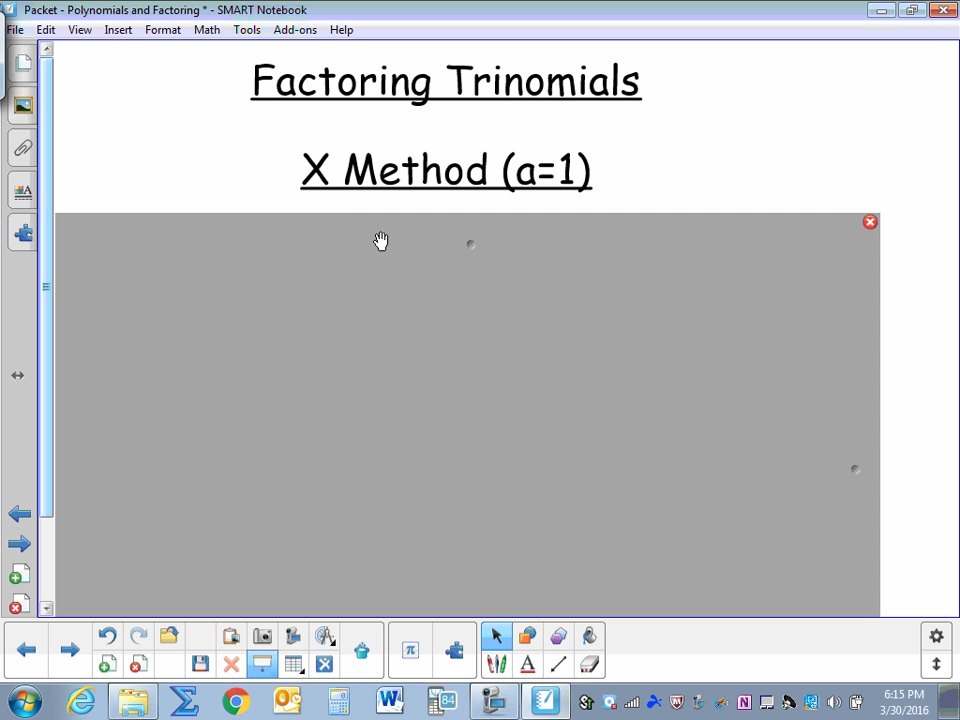 Packet - Polynomials and Factoring * - SMART Notebook
File Edit View Insert Format Math Tools Add-ons Help
Factoring Trinomials
X Method (a=1)
π
84
6:15 PM
3/30/2016